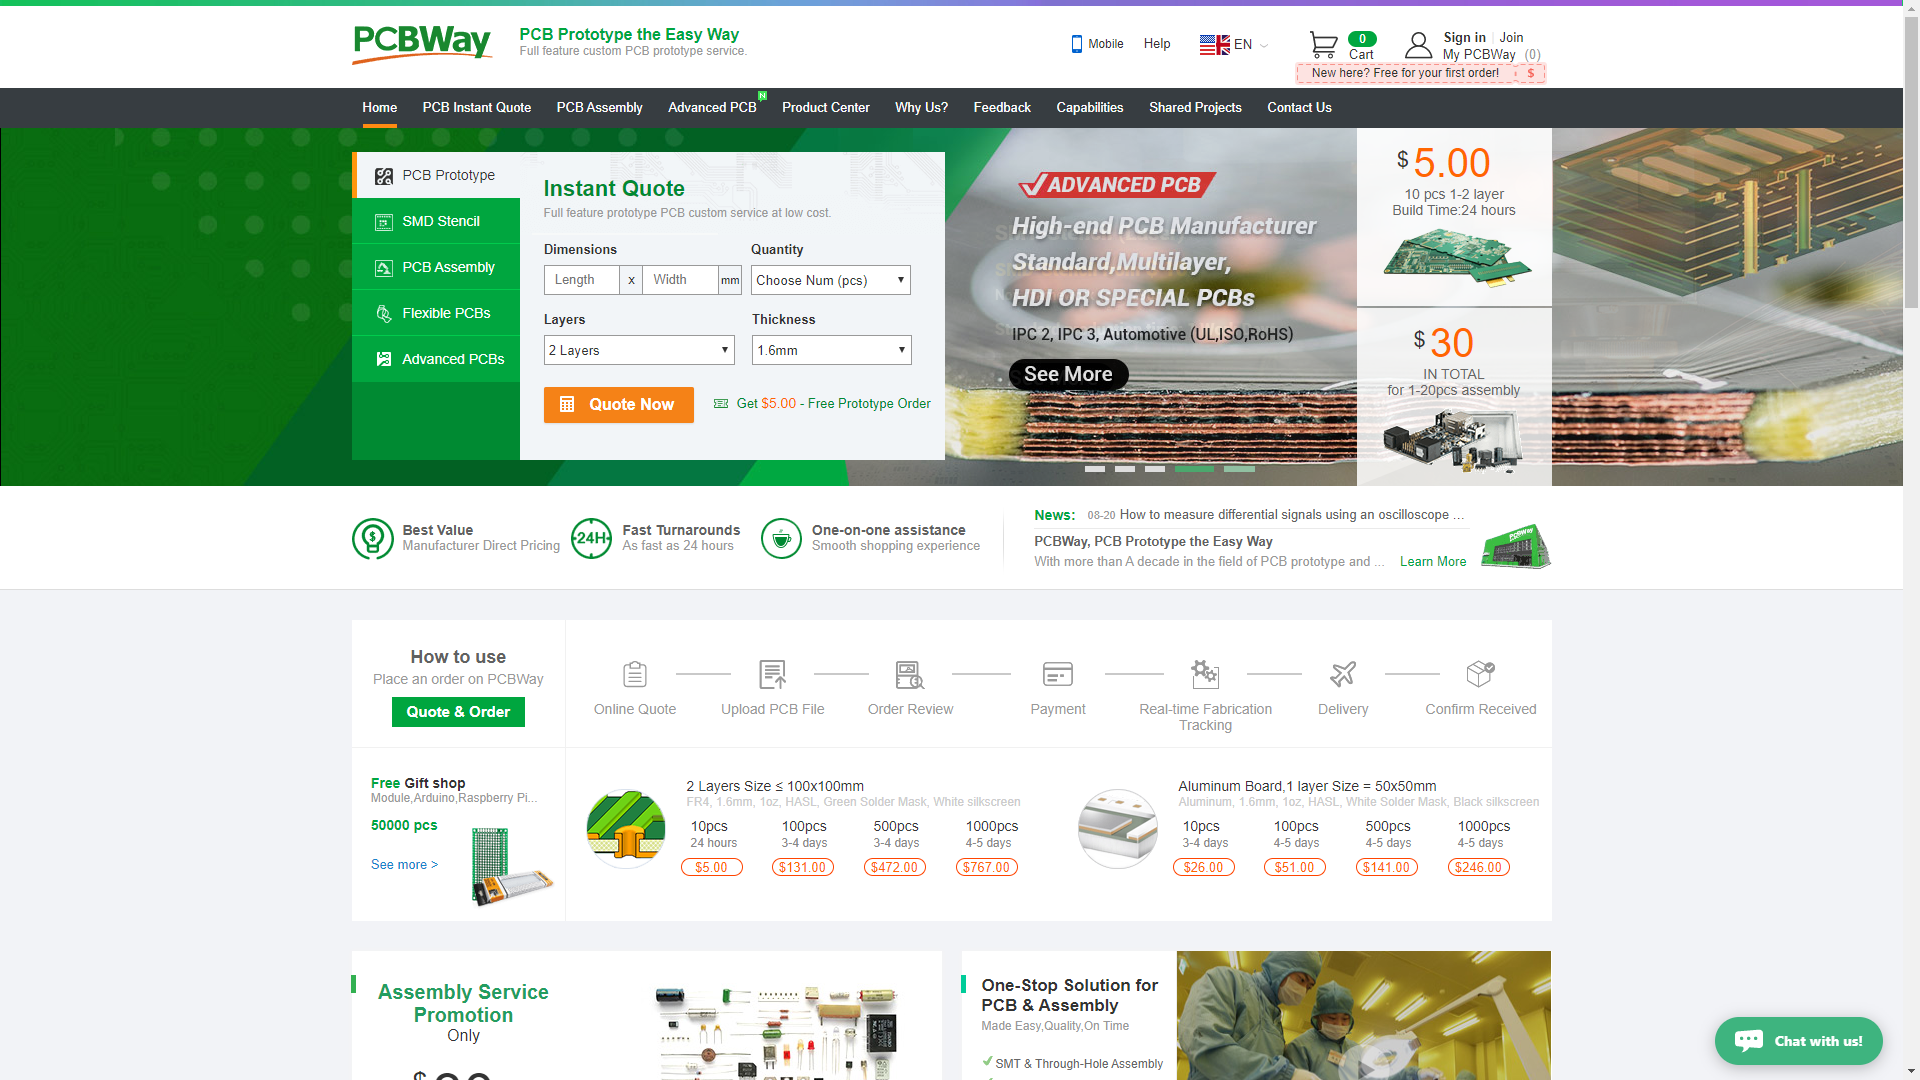 PCBWay
PCB Prototype the Easy Way
Full feature custom PCB prototype service.
Mobile
Help
EN
0
Cart
Sign in
Join
My PCBWay (0)
New here? Free for your first order! $
Home
PCB Instant Quote
PCB Assembly
Advanced PCB
N
Product Center
Why Us?
Feedback
Capabilities
Shared Projects
Contact Us
PCB Prototype
SMD Stencil
PCB Assembly
Flexible PCBs
Advanced PCBs
Instant Quote
Full feature prototype PCB custom service at low cost.
Dimensions
Quantity
Length x Width mm
Choose Num (pcs)
Layers
Thickness
2 Layers
1.6mm
Quote Now
Get $5.00 - Free Prototype Order
ADVANCED PCB
High-end PCB Manufacturer
Standard,Multilayer,
HDI OR SPECIAL PCBs
IPC 2, IPC 3, Automotive (UL,ISO,RoHS)
See More
$ 5.00
10 pcs 1-2 layer
Build Time:24 hours
$ 30
IN TOTAL
for 1-20pcs assembly
Best Value
Manufacturer Direct Pricing
24H
Fast Turnarounds
As fast as 24 hours
One-on-one assistance
Smooth shopping experience
News: 08-20 How to measure differential signals using an oscilloscope ...
PCBWay, PCB Prototype the Easy Way
With more than A decade in the field of PCB prototype and ... Learn More
PCBWay
How to use
Place an order on PCBWay
Quote & Order
Online Quote
Upload PCB File
Order Review
Payment
Real-time Fabrication
Tracking
Delivery
Confirm Received
Free Gift shop
Module,Arduino,Raspberry Pi...
50000 pcs
See more >
2 Layers Size ≤ 100x100mm
FR4, 1.6mm, 1oz, HASL, Green Solder Mask, White silkscreen
10pcs 100pcs 500pcs 1000pcs
24 hours 3-4 days 3-4 days 4-5 days
$5.00 $131.00 $472.00 $767.00
Aluminum Board,1 layer Size = 50x50mm
Aluminum, 1.6mm, 1oz, HASL, White Solder Mask, Black silkscreen
10pcs 100pcs 500pcs 1000pcs
3-4 days 4-5 days 4-5 days 4-5 days
$26.00 $51.00 $141.00 $246.00
Assembly Service
Promotion
Only
One-Stop Solution for
PCB & Assembly
Made Easy,Quality,On Time
SMT & Through-Hole Assembly
Chat with us!